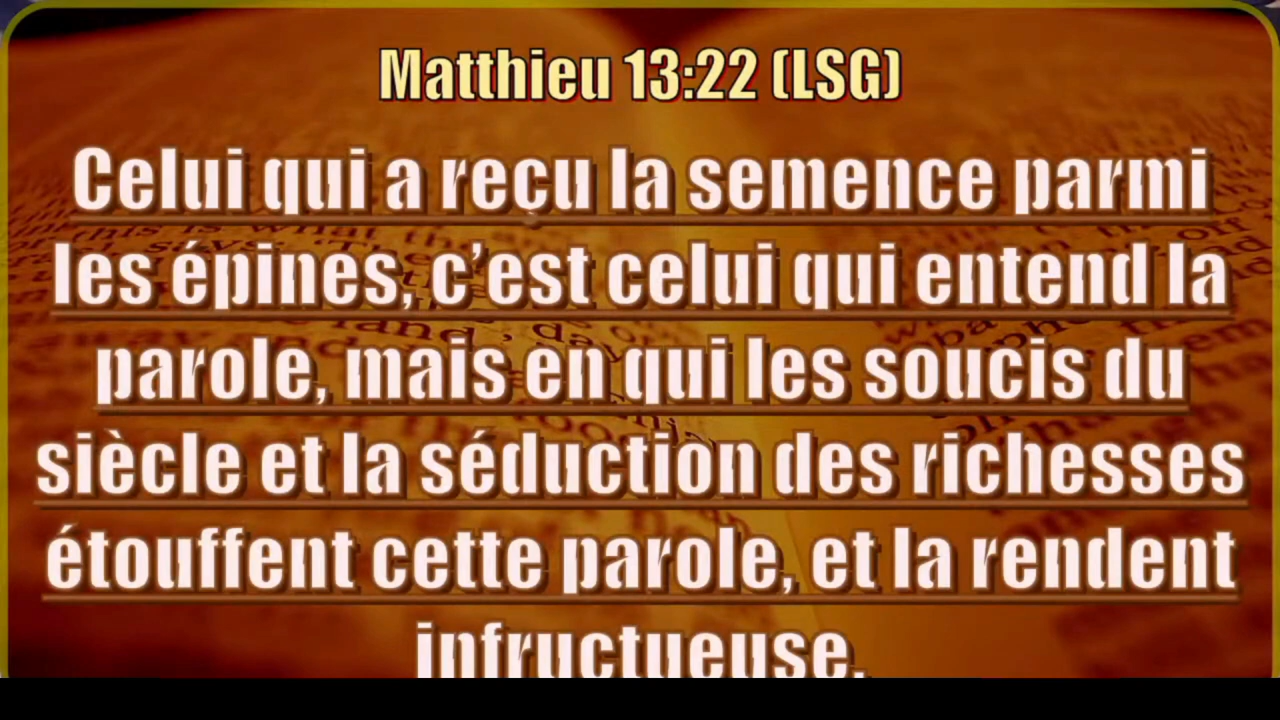 Matthieu 13:22 (LSG)
Celui qui a reçu la semence parmi
les épines, c’est celui qui entend la
parole, mais en qui les soucis du
siècle et la séduction des richesses
étouffent cette parole, et la rendent
infructueuse.